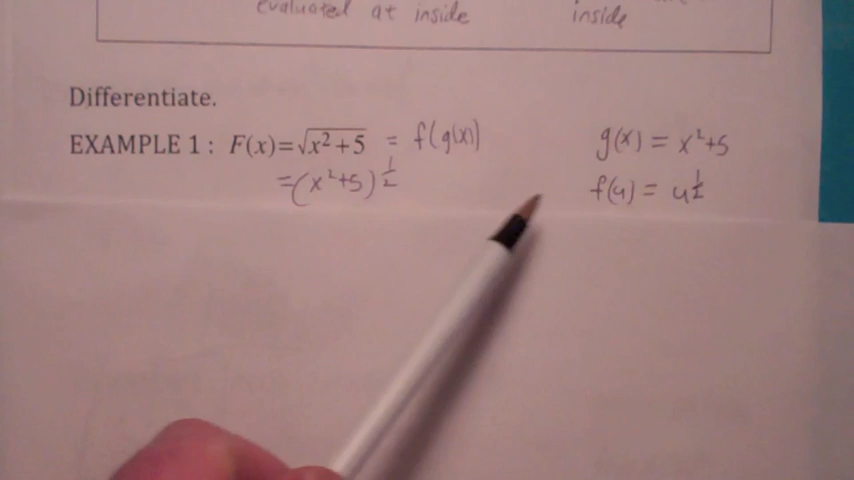 evaluated at inside inside
Differentiate.
EXAMPLE 1 : F(x)=√x²+5 = f(g(x)) g(x) = x²+5
=(x²+5)^½ f(u) = u^½